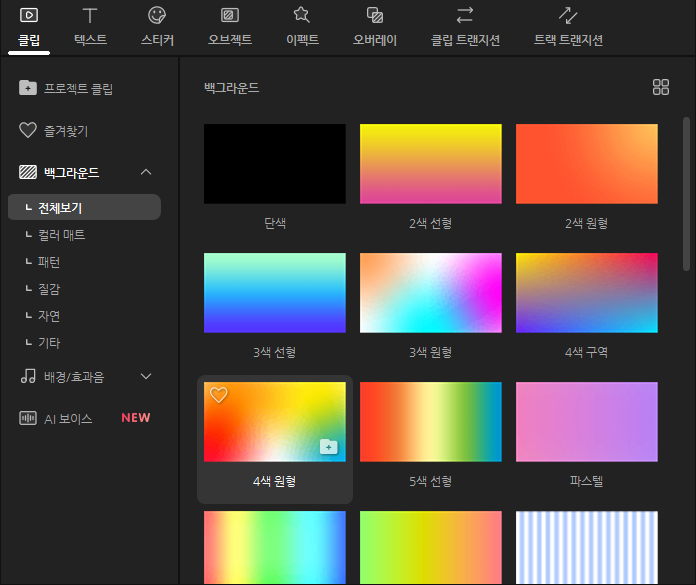 클립
텍스트
스티커
오브젝트
이펙트
오버레이
클립 트랜지션
트랙 트랜지션
프로젝트 클립
즐겨찾기
백그라운드
전체보기
컬러 매트
패턴
질감
자연
기타
배경/효과음
AI 보이스 NEW
백그라운드
단색
2색 선형
2색 원형
3색 선형
3색 원형
4색 구역
4색 원형
5색 선형
파스텔